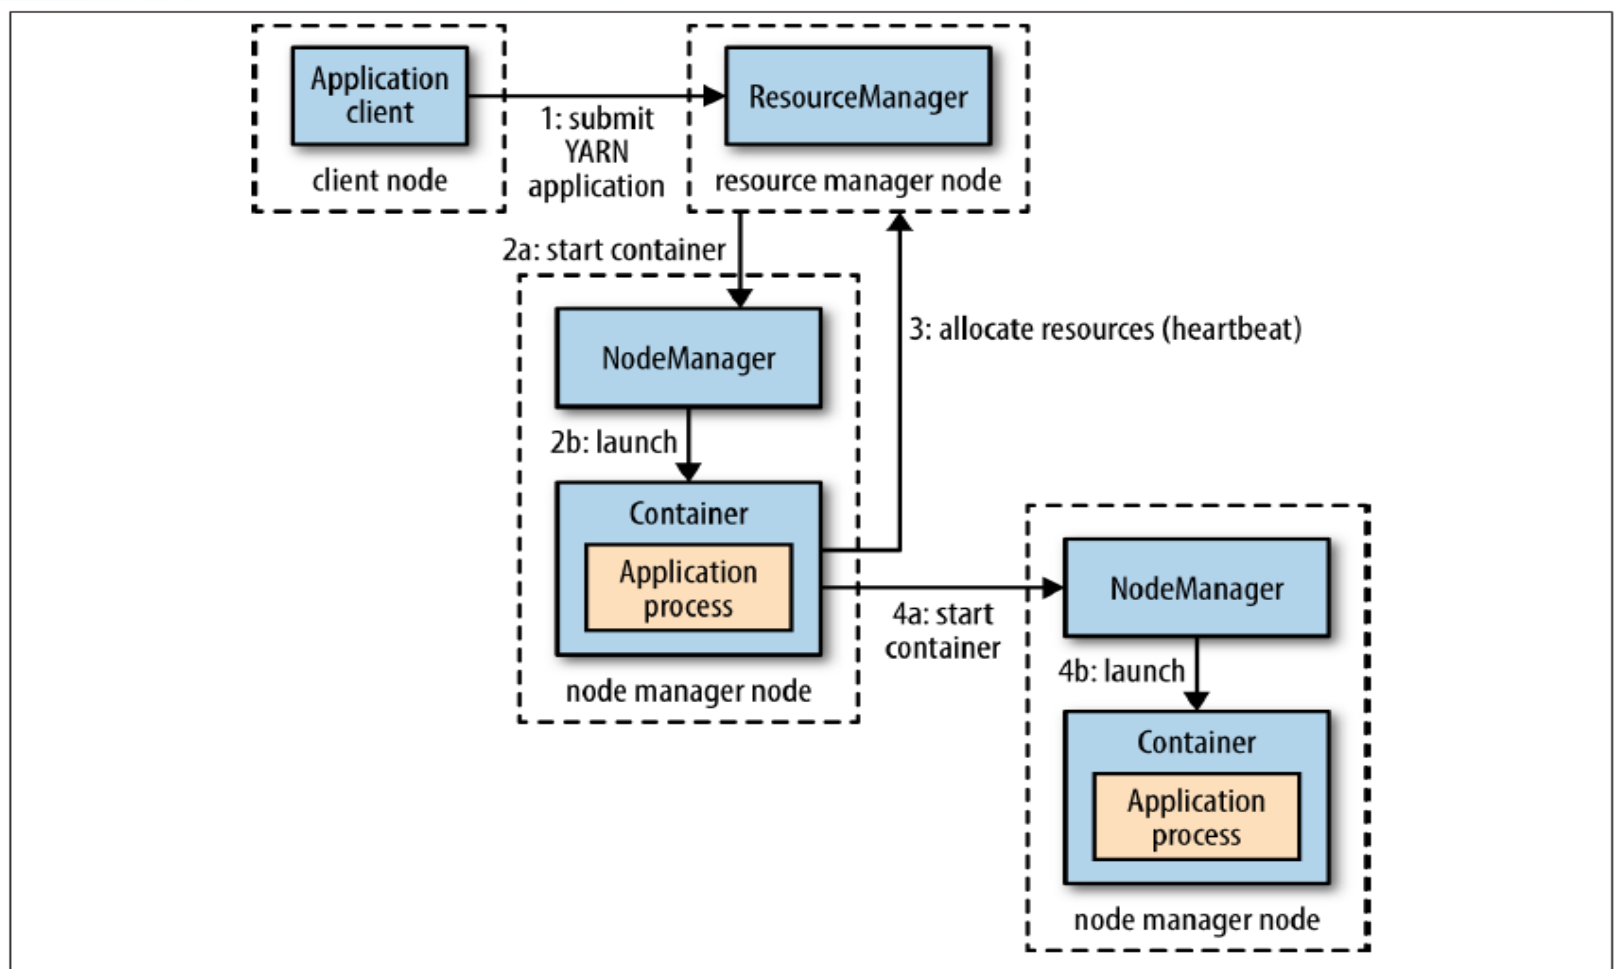 Application
client
client node
1: submit
YARN
application
ResourceManager
resource manager node
2a: start container
NodeManager
2b: launch
Container
Application
process
node manager node
3: allocate resources (heartbeat)
4a: start
container
NodeManager
4b: launch
Container
Application
process
node manager node